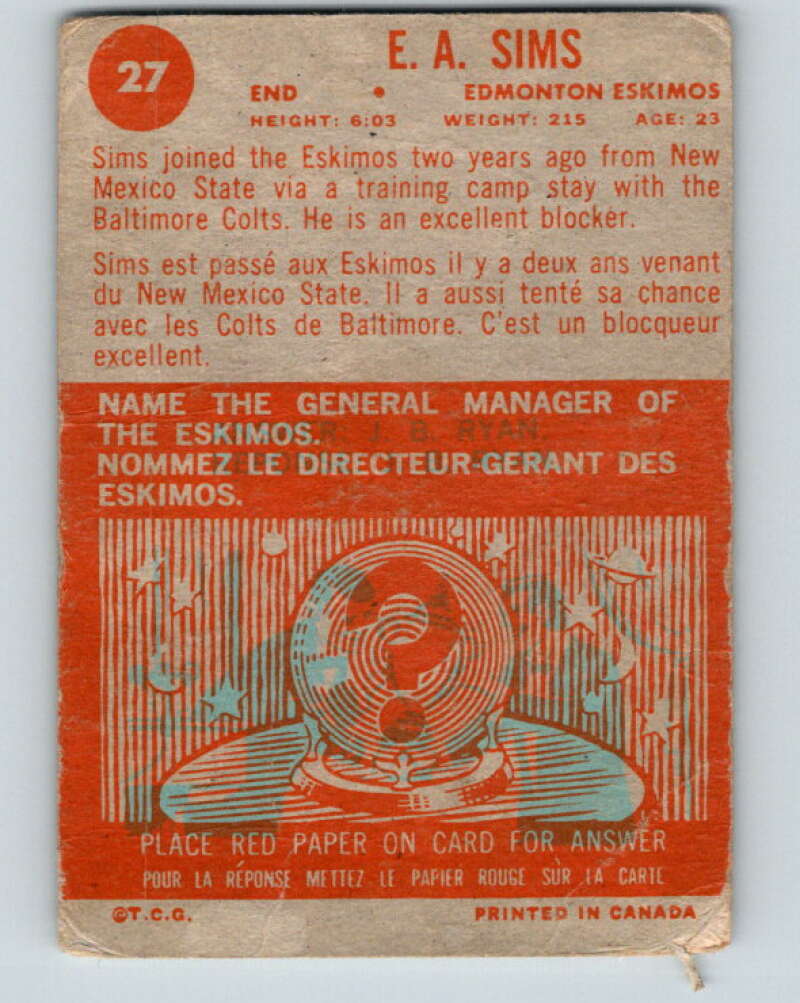 27
E. A. SIMS
END • EDMONTON ESKIMOS
HEIGHT: 6:03 WEIGHT: 215 AGE: 23
Sims joined the Eskimos two years ago from New
Mexico State via a training camp stay with the
Baltimore Colts. He is an excellent blocker.
Sims est passé aux Eskimos il y a deux ans venant
du New Mexico State. Il a aussi tenté sa chance
avec les Colts de Baltimore. C'est un blocqueur
excellent.
NAME THE GENERAL MANAGER OF
THE ESKIMOS.
J. B. RYAN,
NOMMEZ LE DIRECTEUR-GERANT DES
ESKIMOS.
?
PLACE RED PAPER ON CARD FOR ANSWER
POUR LA RÉPONSE METTEZ LE PAPIER ROUGE SÙR LA CARTE
©T.C.G. PRINTED IN CANADA